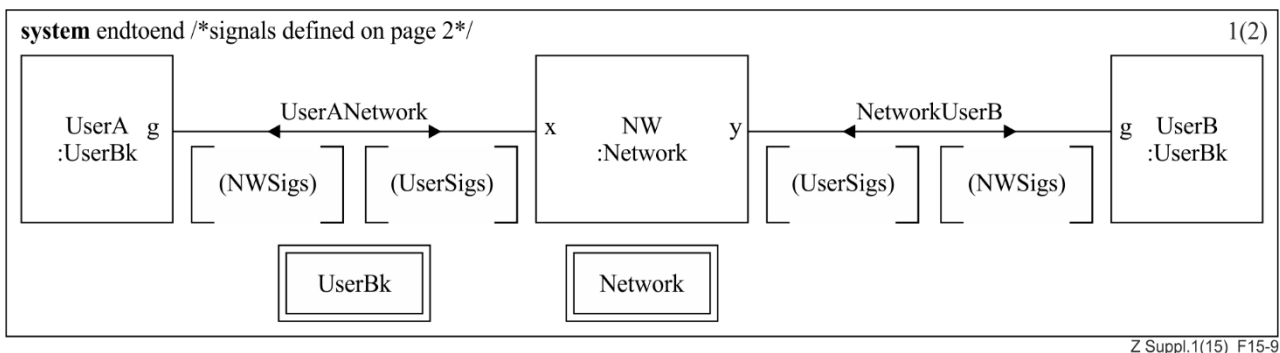 system endtoend /*signals defined on page 2*/ 1(2)
UserANetwork NetworkUserB
UserA g x NW y g UserB
:UserBk :Network :UserBk
(NWSigs) (UserSigs) (UserSigs) (NWSigs)
UserBk Network
Z Suppl.1(15)_F15-9